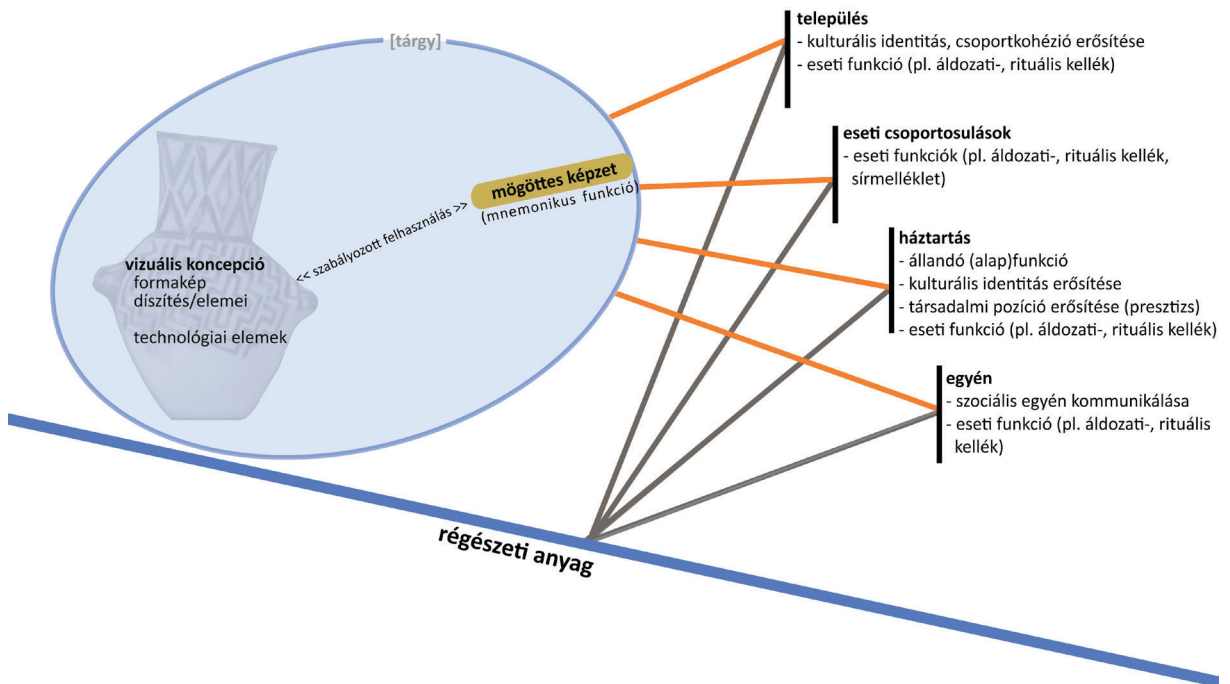 [tárgy]
vizuális koncepció
formakép
díszítés/elemei
technológiai elemek
<< szabályozott felhasználás >>
mögöttes képzet
(mnemonikus funkció)
település
- kulturális identitás, csoportkohézió erősítése
- eseti funkció (pl. áldozati-, rituális kellék)
eseti csoportosulások
- eseti funkciók (pl. áldozati-, rituális kellék,
sírmelléklet)
háztartás
- állandó (alap)funkció
- kulturális identitás erősítése
- társadalmi pozíció erősítése (presztizs)
- eseti funkció (pl. áldozati-, rituális kellék)
egyén
- szociális egyén kommunikálása
- eseti funkció (pl. áldozati-, rituális
kellék)
régészeti anyag